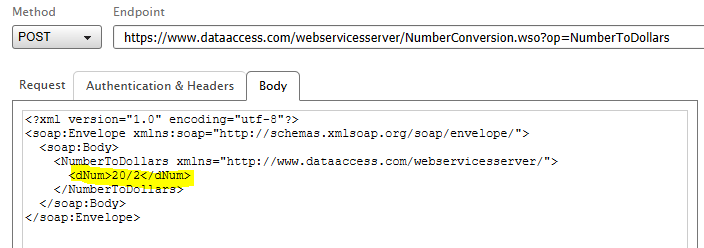 Method Endpoint
POST https://www.dataaccess.com/webservicesserver/NumberConversion.wso?op=NumberToDollars
Request Authentication & Headers Body
<?xml version="1.0" encoding="utf-8"?>
<soap:Envelope xmlns:soap="http://schemas.xmlsoap.org/soap/envelope/">
<soap:Body>
<NumberToDollars xmlns="http://www.dataaccess.com/webservicesserver/">
<dNum>20/2</dNum>
</NumberToDollars>
</soap:Body>
</soap:Envelope>